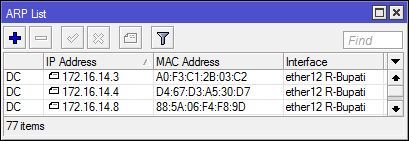 ARP List
Find
IP Address MAC Address Interface
DC 172.16.14.3 A0:F3:C1:2B:03:C2 ether12 R-Bupati
DC 172.16.14.4 D4:67:D3:A5:30:D7 ether12 R-Bupati
DC 172.16.14.8 88:5A:06:F4:F8:9D ether12 R-Bupati
77 items